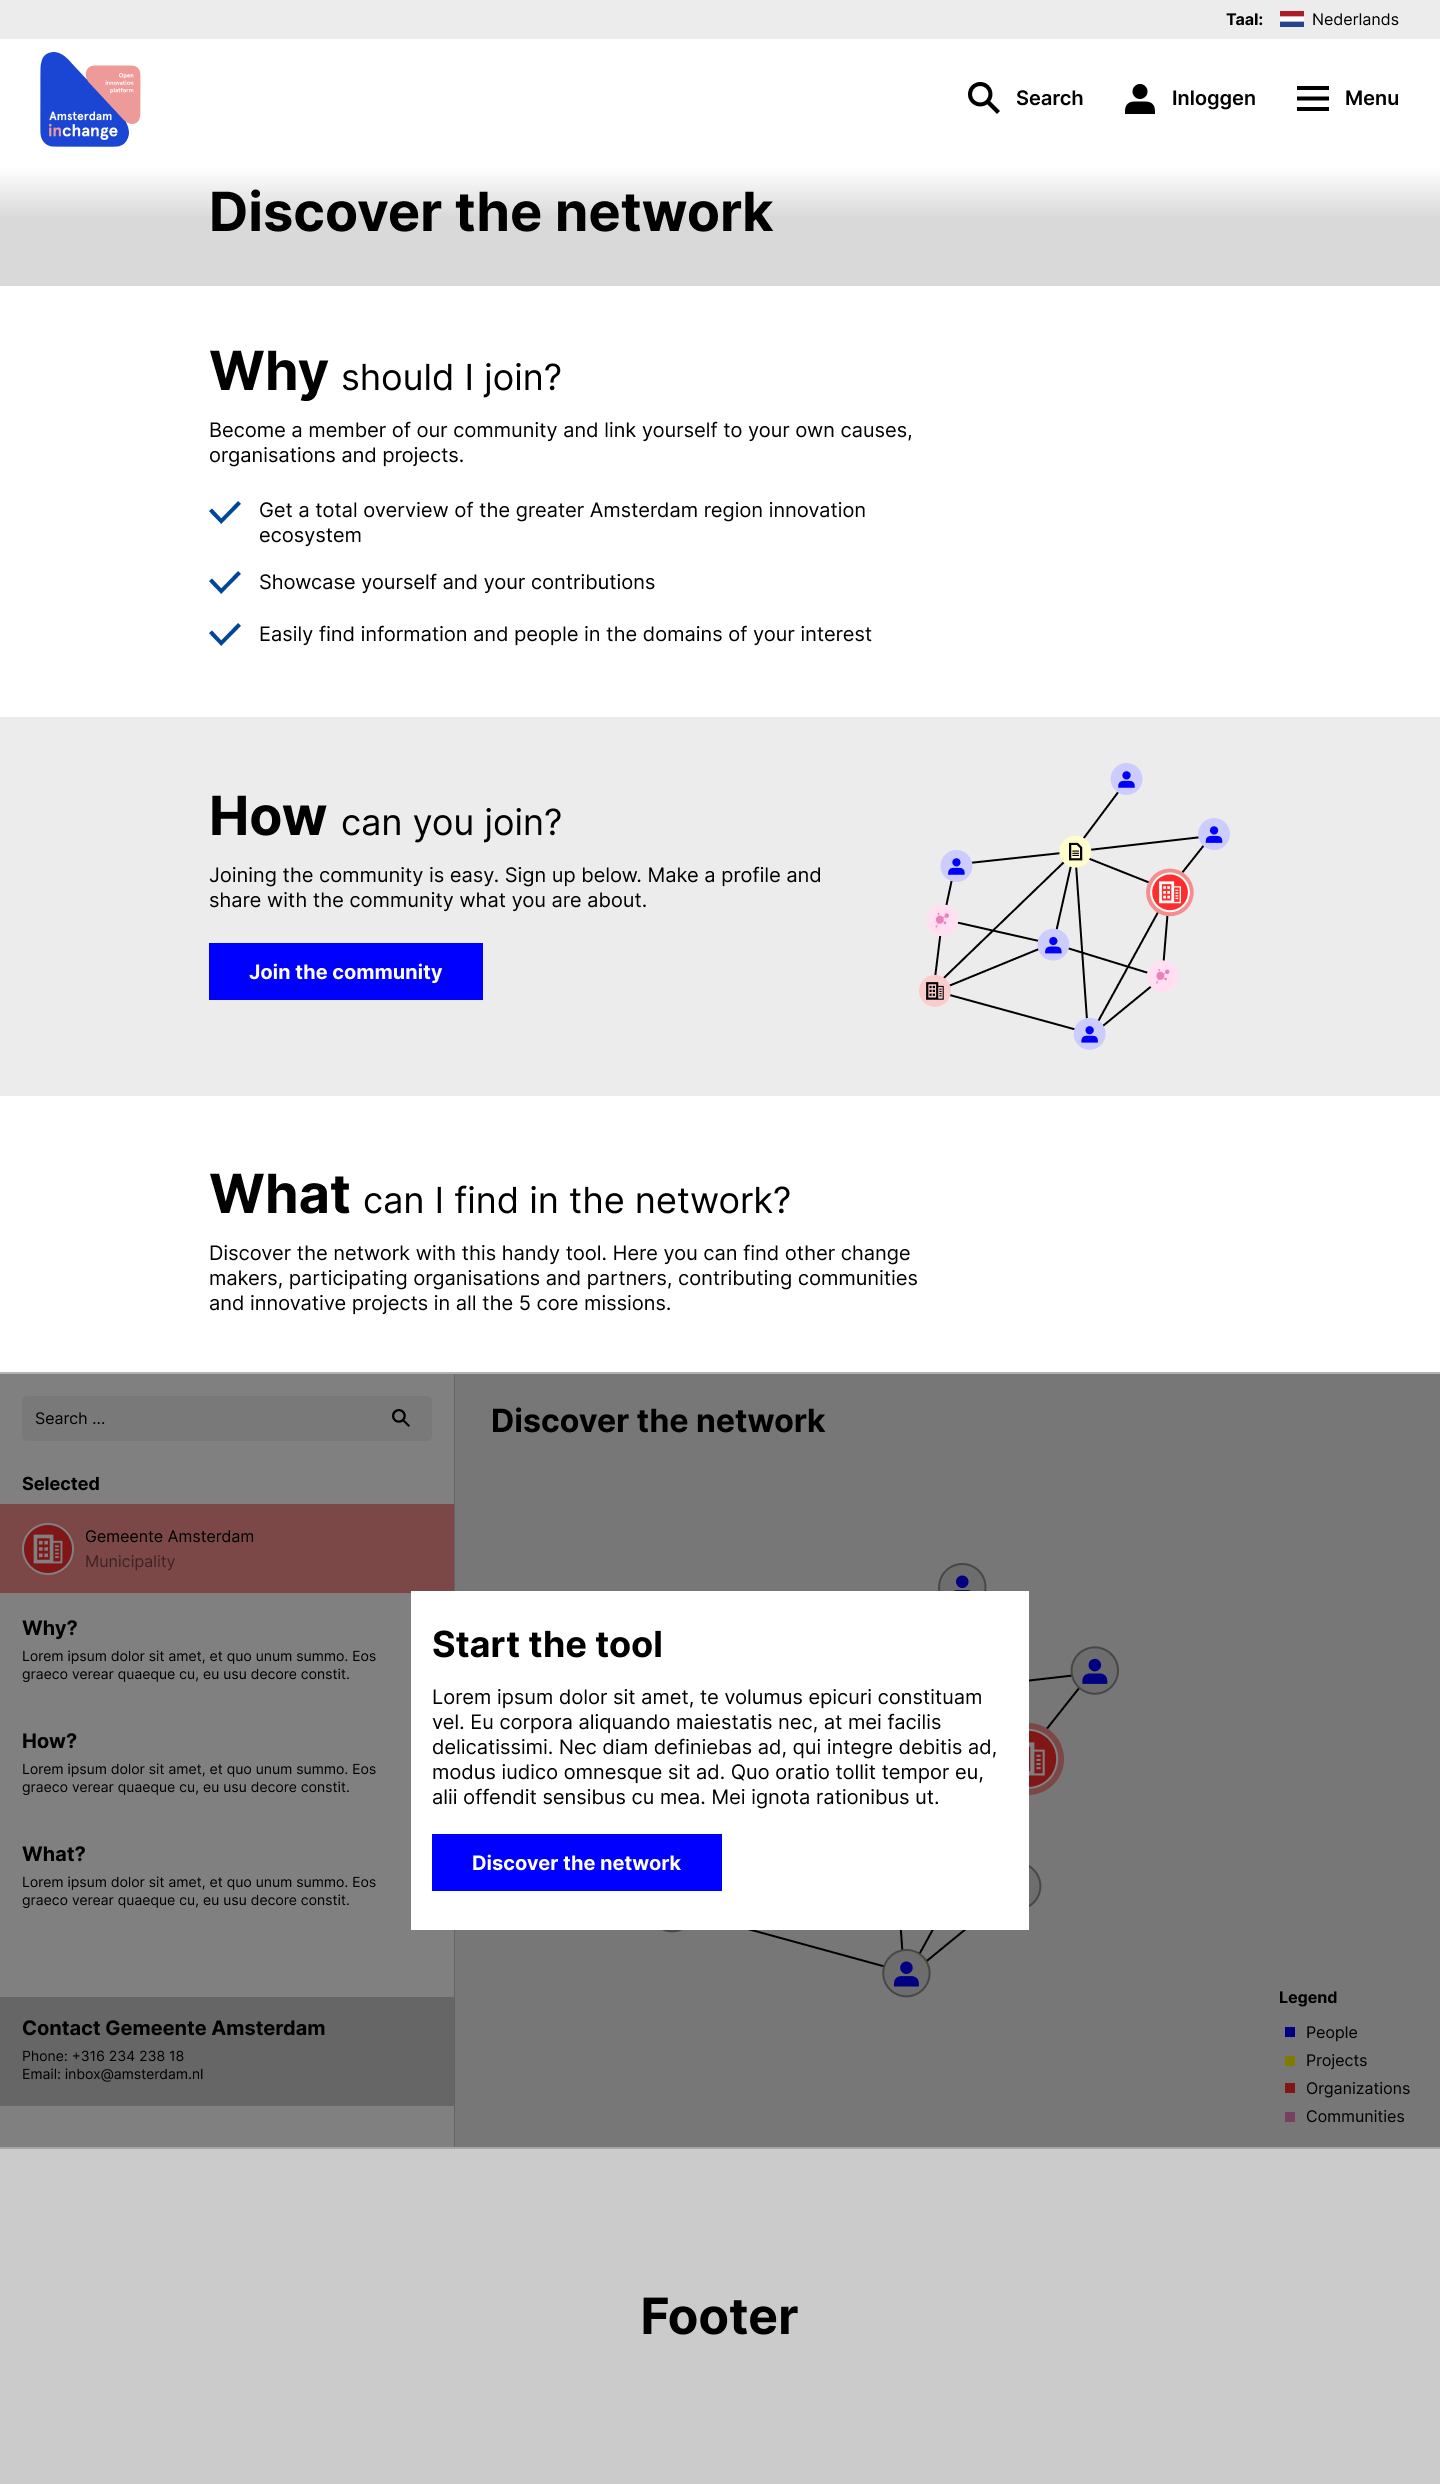 Taal: Nederlands
Open
innovation
platform
Amsterdam
inchange
Search
Inloggen
Menu
Discover the network
Why should I join?
Become a member of our community and link yourself to your own causes,
organisations and projects.
Get a total overview of the greater Amsterdam region innovation
ecosystem
Showcase yourself and your contributions
Easily find information and people in the domains of your interest
How can you join?
Joining the community is easy. Sign up below. Make a profile and
share with the community what you are about.
Join the community
What can I find in the network?
Discover the network with this handy tool. Here you can find other change
makers, participating organisations and partners, contributing communities
and innovative projects in all the 5 core missions.
Search ...
Selected
Gemeente Amsterdam
Municipality
Why?
Lorem ipsum dolor sit amet, et quo unum summo. Eos
graeco verear quaeque cu, eu usu decore constit.
How?
Lorem ipsum dolor sit amet, et quo unum summo. Eos
graeco verear quaeque cu, eu usu decore constit.
What?
Lorem ipsum dolor sit amet, et quo unum summo. Eos
graeco verear quaeque cu, eu usu decore constit.
Contact Gemeente Amsterdam
Phone: +316 234 238 18
Email: inbox@amsterdam.nl
Discover the network
Start the tool
Lorem ipsum dolor sit amet, te volumus epicuri constituam
vel. Eu corpora aliquando maiestatis nec, at mei facilis
delicatissimi. Nec diam definiebas ad, qui integre debitis ad,
modus iudico omnesque sit ad. Quo oratio tollit tempor eu,
alii offendit sensibus cu mea. Mei ignota rationibus ut.
Discover the network
Legend
People
Projects
Organizations
Communities
Footer